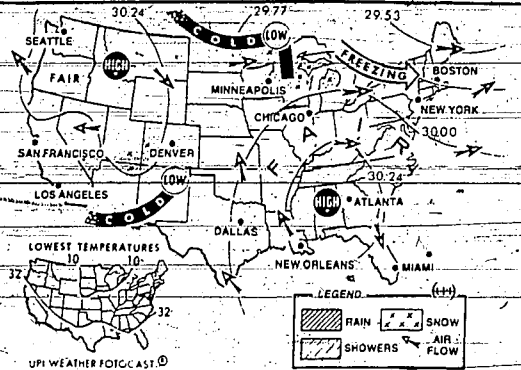 30.24
29.77
29.53
SEATTLE
COLD
LOW
FAIR
HIGH
MINNEAPOLIS
FREEZING
BOSTON
NEW YORK
CHICAGO
30.00
SAN FRANCISCO
DENVER
FAIR
LOS ANGELES
COLD
LOW
30.24
HIGH
ATLANTA
DALLAS
NEW ORLEANS
MIAMI
LOWEST TEMPERATURES
10
10
32
32
LEGEND
RAIN
SNOW
SHOWERS
AIR
FLOW
UPI WEATHER FOTOCAST ®